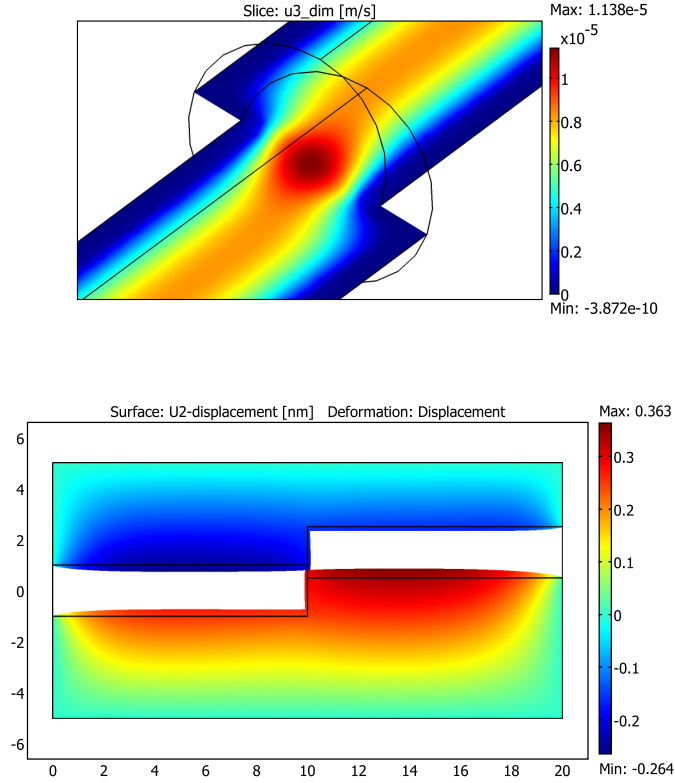 Slice: u3_dim [m/s]
Max: 1.138e-5
x10-5
1
0.8
0.6
0.4
0.2
0
Min: -3.872e-10
Surface: U2-displacement [nm] Deformation: Displacement
Max: 0.363
6
4
2
0
-2
-4
-6
0.3
0.2
0.1
0
-0.1
-0.2
0 2 4 6 8 10 12 14 16 18 20
Min: -0.264